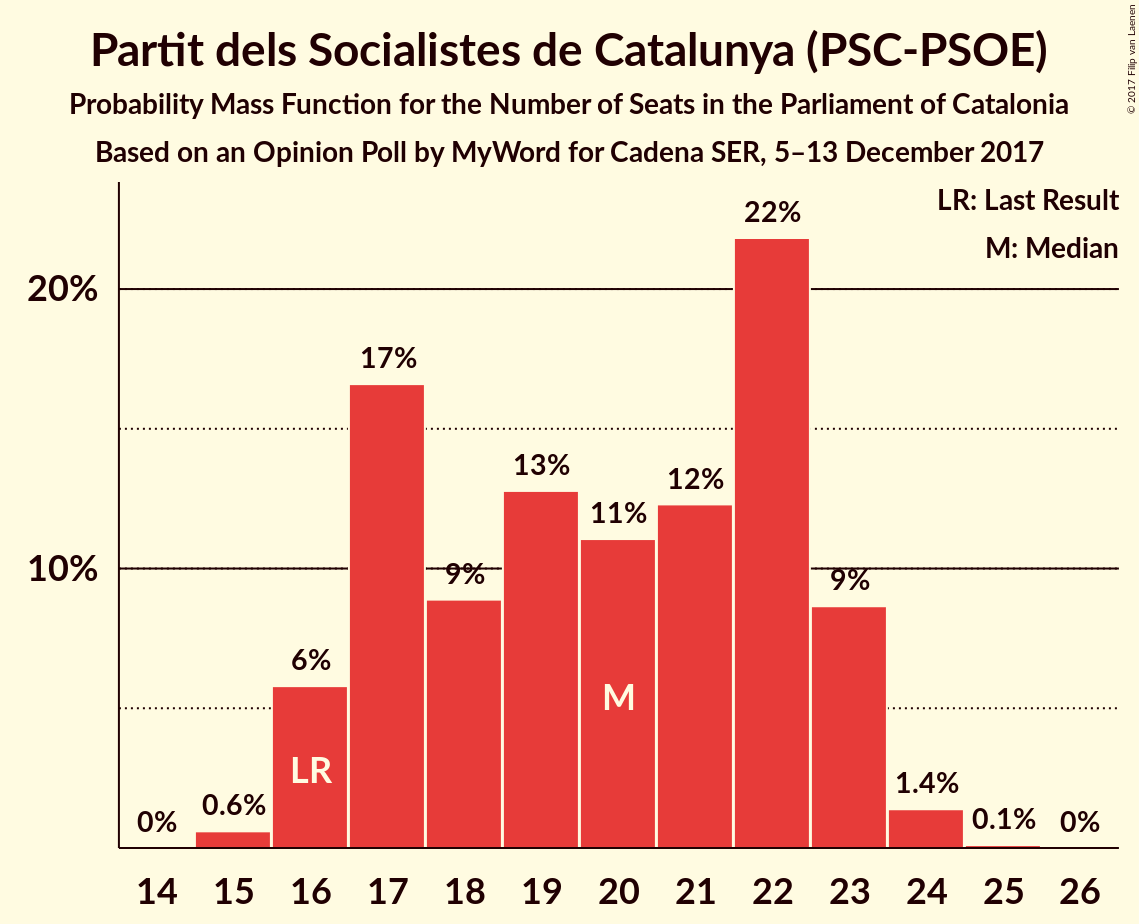 Partit dels Socialistes de Catalunya (PSC-PSOE)
Probability Mass Function for the Number of Seats in the Parliament of Catalonia
Based on an Opinion Poll by MyWord for Cadena SER, 5–13 December 2017
© 2017 Filip van Laenen
LR: Last Result
M: Median
20%
10%
0%
0.6%
6%
17%
9%
13%
11%
12%
22%
9%
1.4%
0.1%
0%
LR
M
14 15 16 17 18 19 20 21 22 23 24 25 26